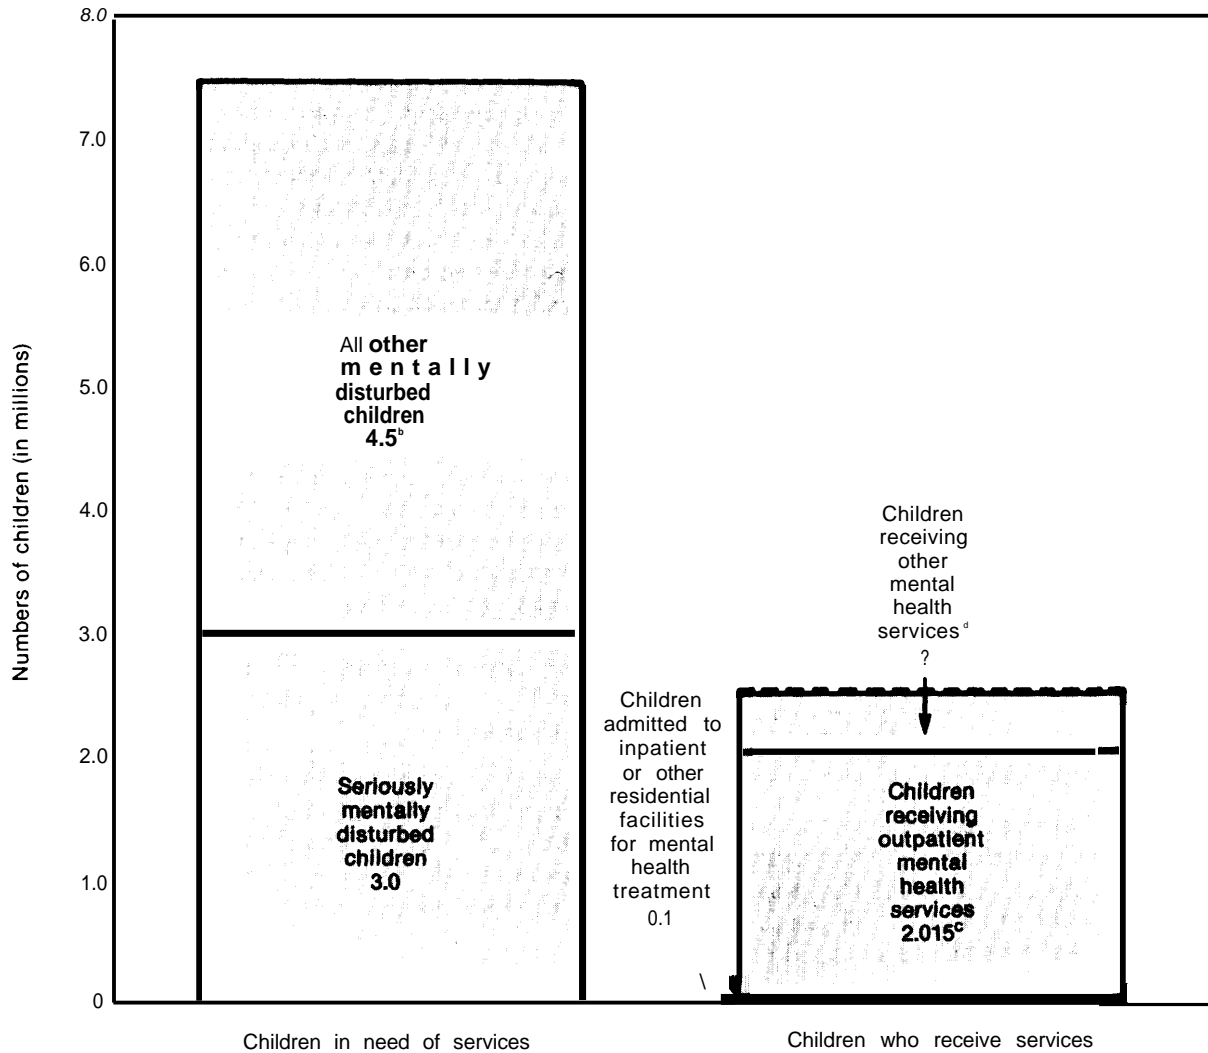 8.0
7.0
6.0
5.0
4.0
3.0
2.0
1.0
0
Numbers of children (in millions)
All other
mentally
disturbed
children
4.5ᵇ
Seriously
mentally
disturbed
children
3.0
Children in need of services
Children
admitted to
inpatient
or other
residential
facilities
for mental
health
treatment
0.1
\
Children
receiving
other
mental
health
servicesᵈ
?
Children
receiving
outpatient
mental
health
services
2.015ᶜ
Children who receive services